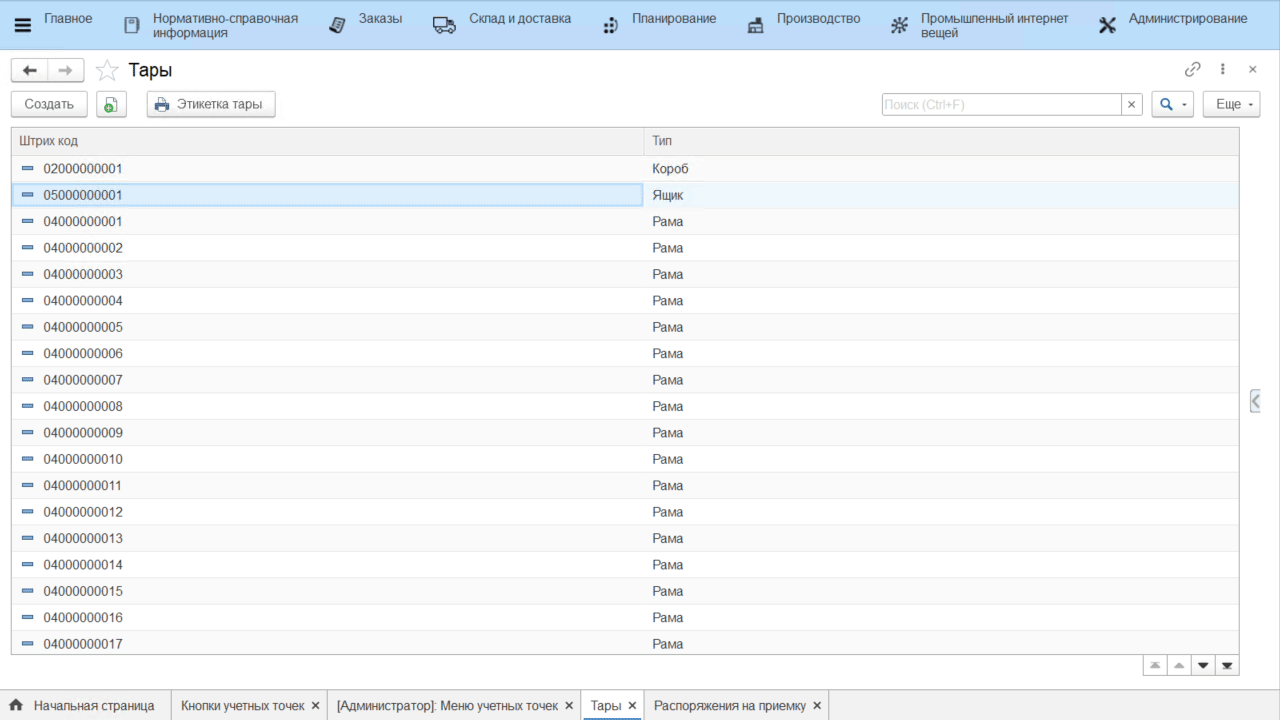 Главное
Нормативно-справочная
информация
Заказы
Склад и доставка
Планирование
Производство
Промышленный интернет
вещей
Администрирование
Тары
Создать
Этикетка тары
Поиск (Ctrl+F)
Еще
Штрих код Тип
02000000001 Короб
05000000001 Ящик
04000000001 Рама
04000000002 Рама
04000000003 Рама
04000000004 Рама
04000000005 Рама
04000000006 Рама
04000000007 Рама
04000000008 Рама
04000000009 Рама
04000000010 Рама
04000000011 Рама
04000000012 Рама
04000000013 Рама
04000000014 Рама
04000000015 Рама
04000000016 Рама
04000000017 Рама
Начальная страница
Кнопки учетных точек
[Администратор]: Меню учетных точек
Тары
Распоряжения на приемку